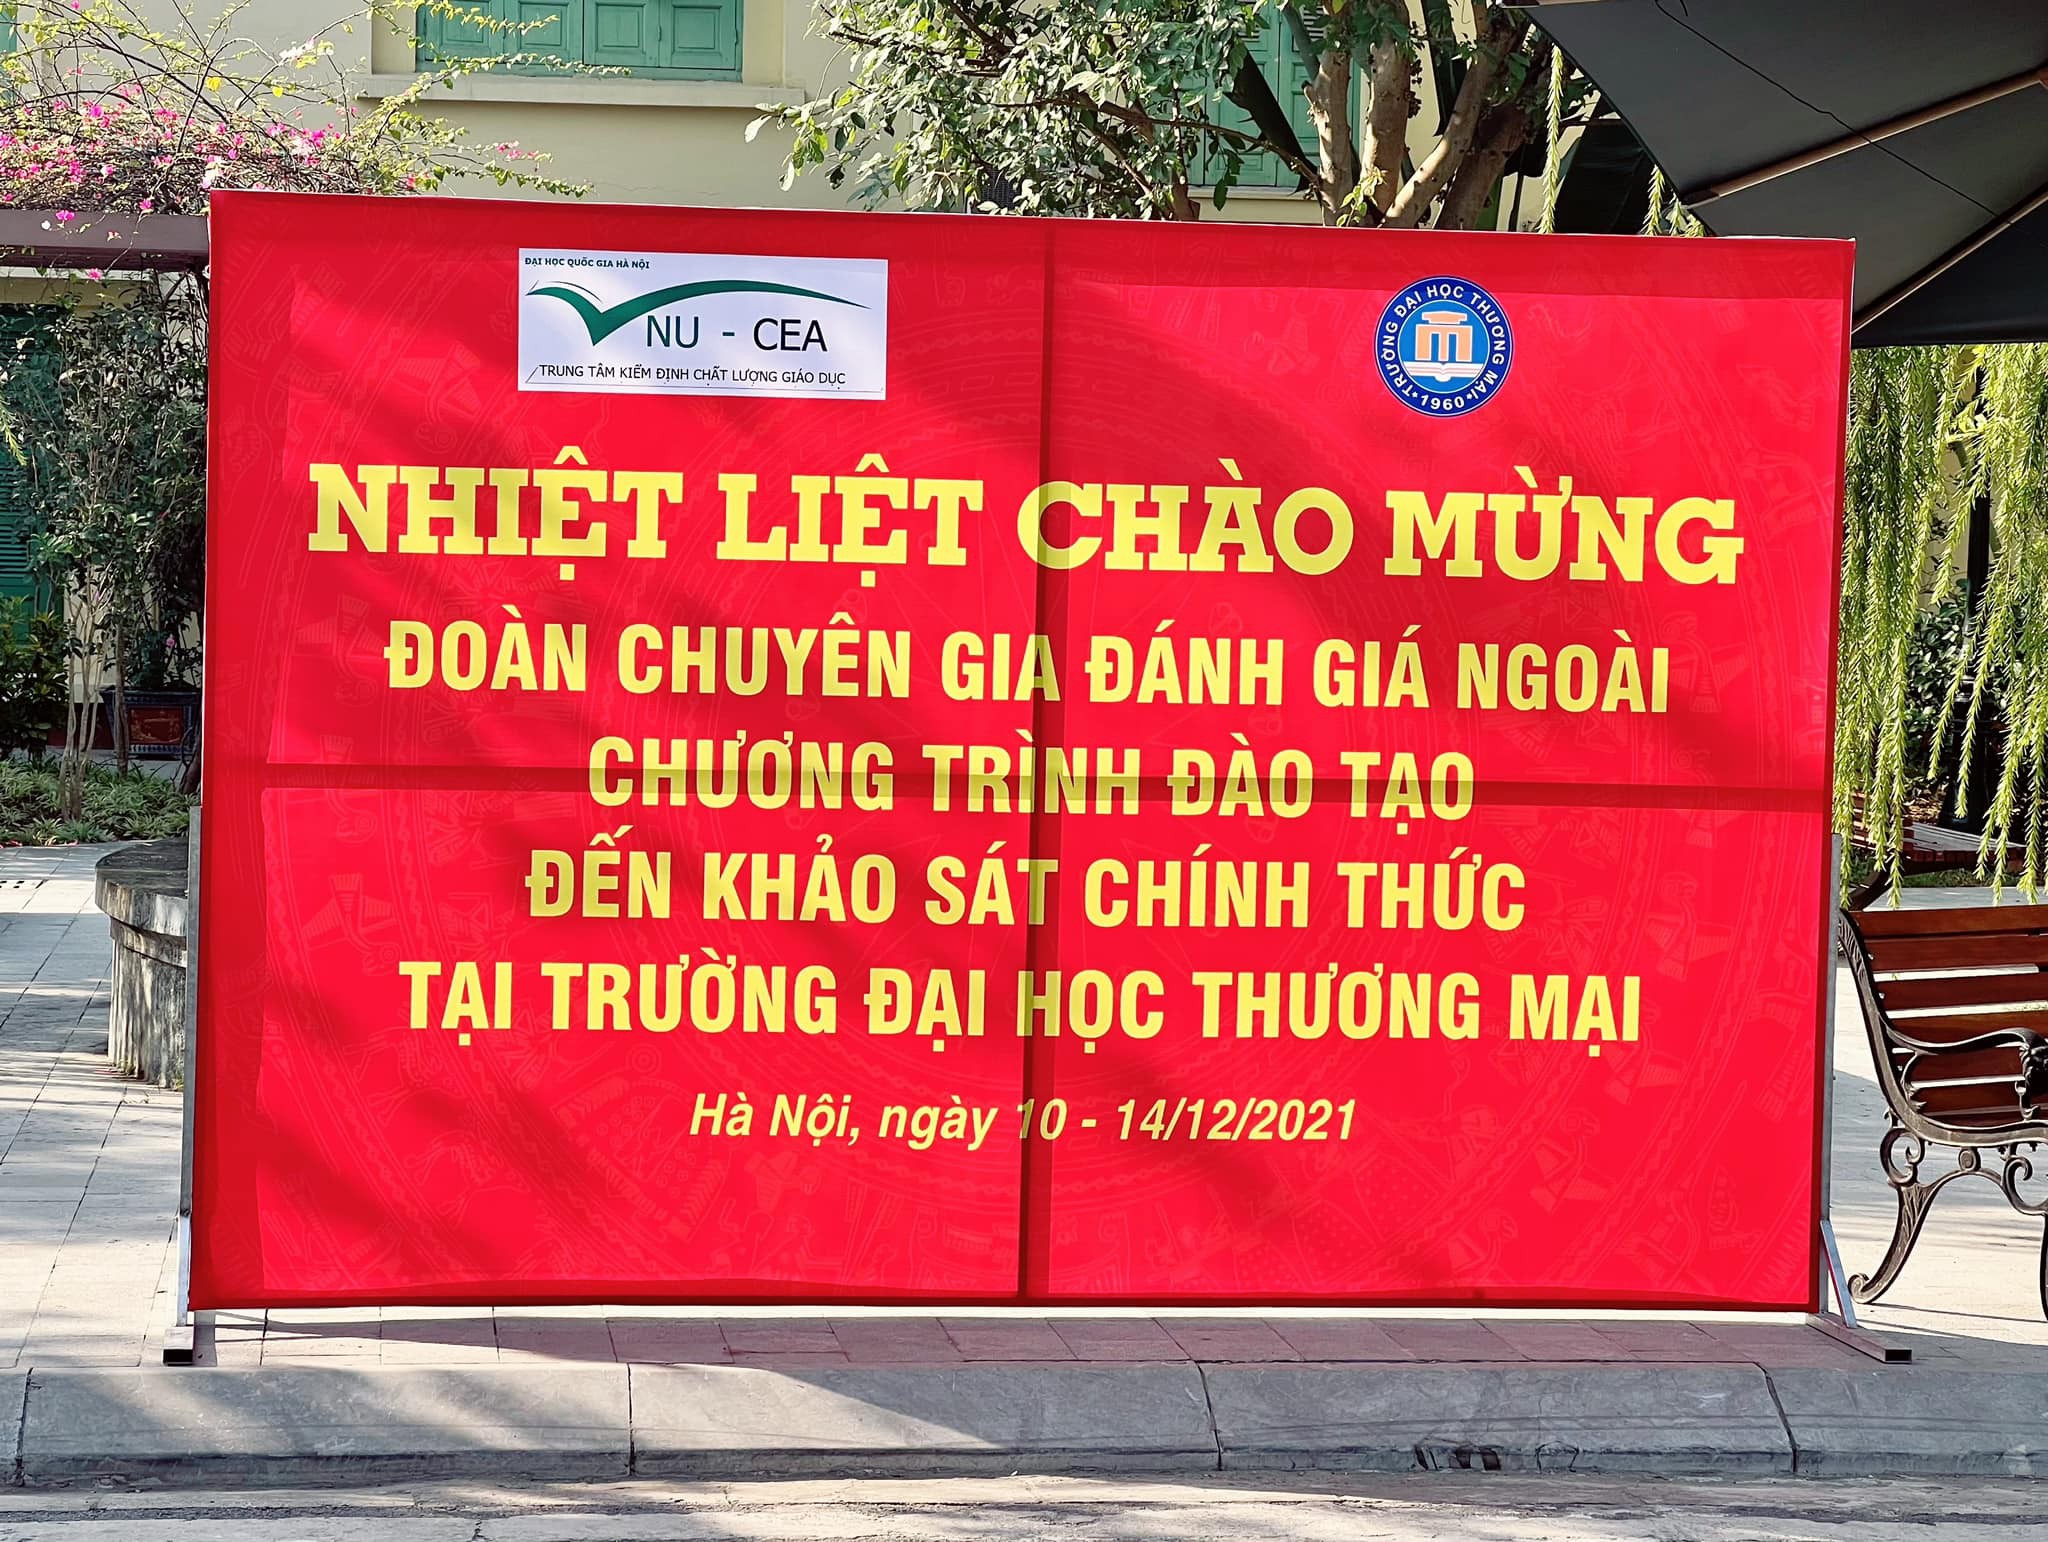 ĐẠI HỌC QUỐC GIA HÀ NỘI
VNU - CEA
TRUNG TÂM KIỂM ĐỊNH CHẤT LƯỢNG GIÁO DỤC
TRƯỜNG ĐẠI HỌC THƯƠNG MẠI
1960
NHIỆT LIỆT CHÀO MỪNG
ĐOÀN CHUYÊN GIA ĐÁNH GIÁ NGOÀI
CHƯƠNG TRÌNH ĐÀO TẠO
ĐẾN KHẢO SÁT CHÍNH THỨC
TẠI TRƯỜNG ĐẠI HỌC THƯƠNG MẠI
Hà Nội, ngày 10 - 14/12/2021